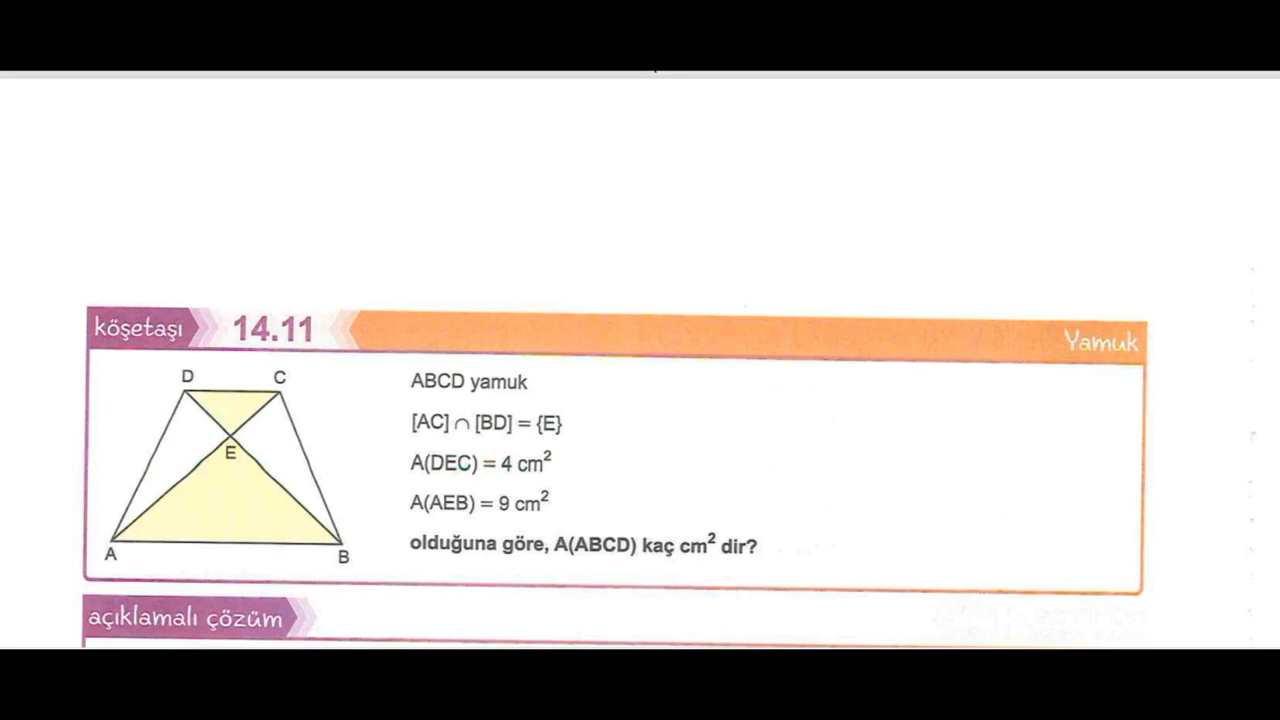 köşetaşı 14.11 Yamuk
D C
E
A B
ABCD yamuk
[AC] ∩ [BD] = {E}
A(DEC) = 4 cm²
A(AEB) = 9 cm²
olduğuna göre, A(ABCD) kaç cm² dir?
açıklamalı çözüm